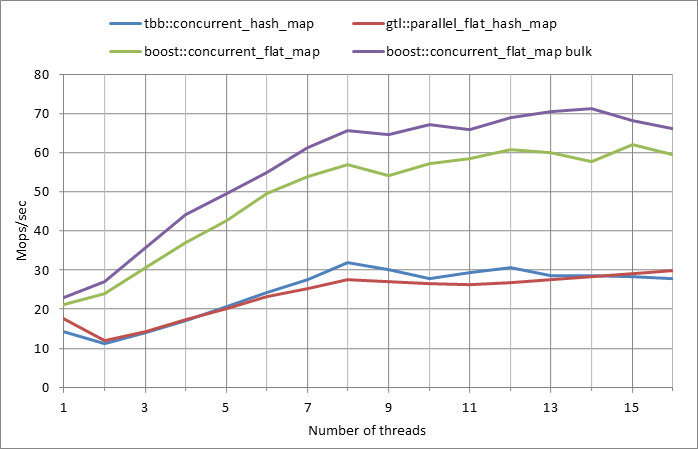 tbb::concurrent_hash_map gtl::parallel_flat_hash_map
boost::concurrent_flat_map boost::concurrent_flat_map bulk
80
70
60
50
40
30
20
10
0
Mops/sec
1 3 5 7 9 11 13 15
Number of threads